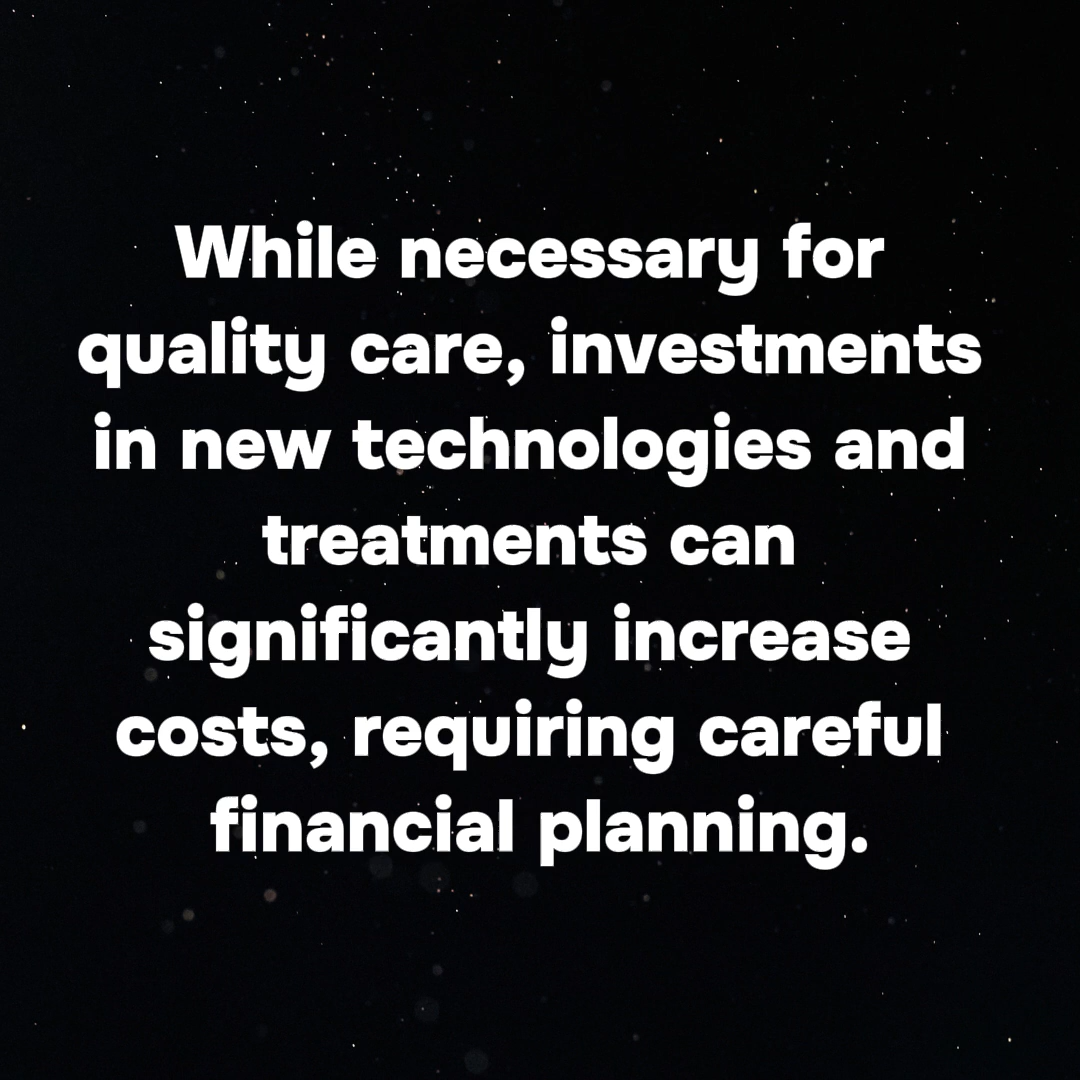 While necessary for
quality care, investments
in new technologies and
treatments can
significantly increase
costs, requiring careful
financial planning.